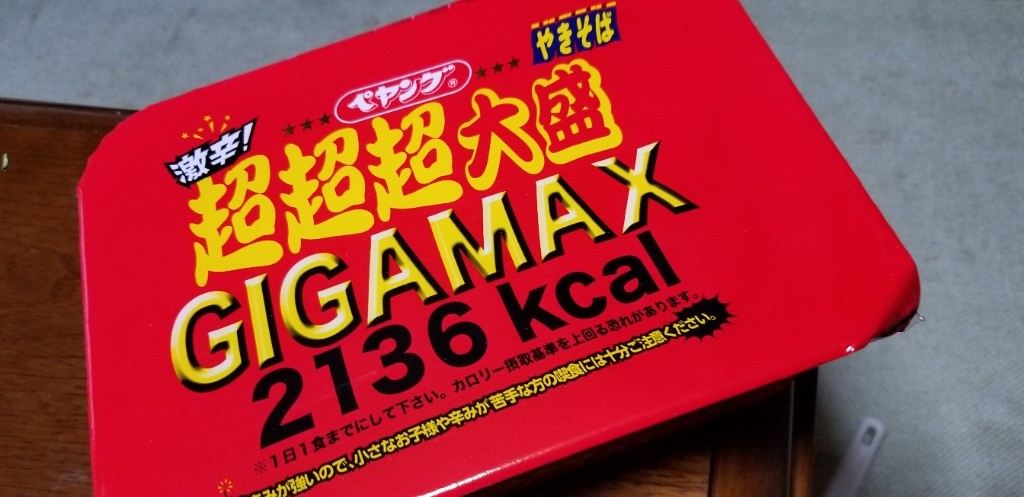 やきそば
ペヤング®
激辛!
超超超大盛
GIGAMAX
2136 kcal
※1日1食までにして下さい。カロリー摂取基準を上回る恐れがあります。
辛みが強いので、小さなお子様や辛みが苦手な方の喫食には十分ご注意ください。